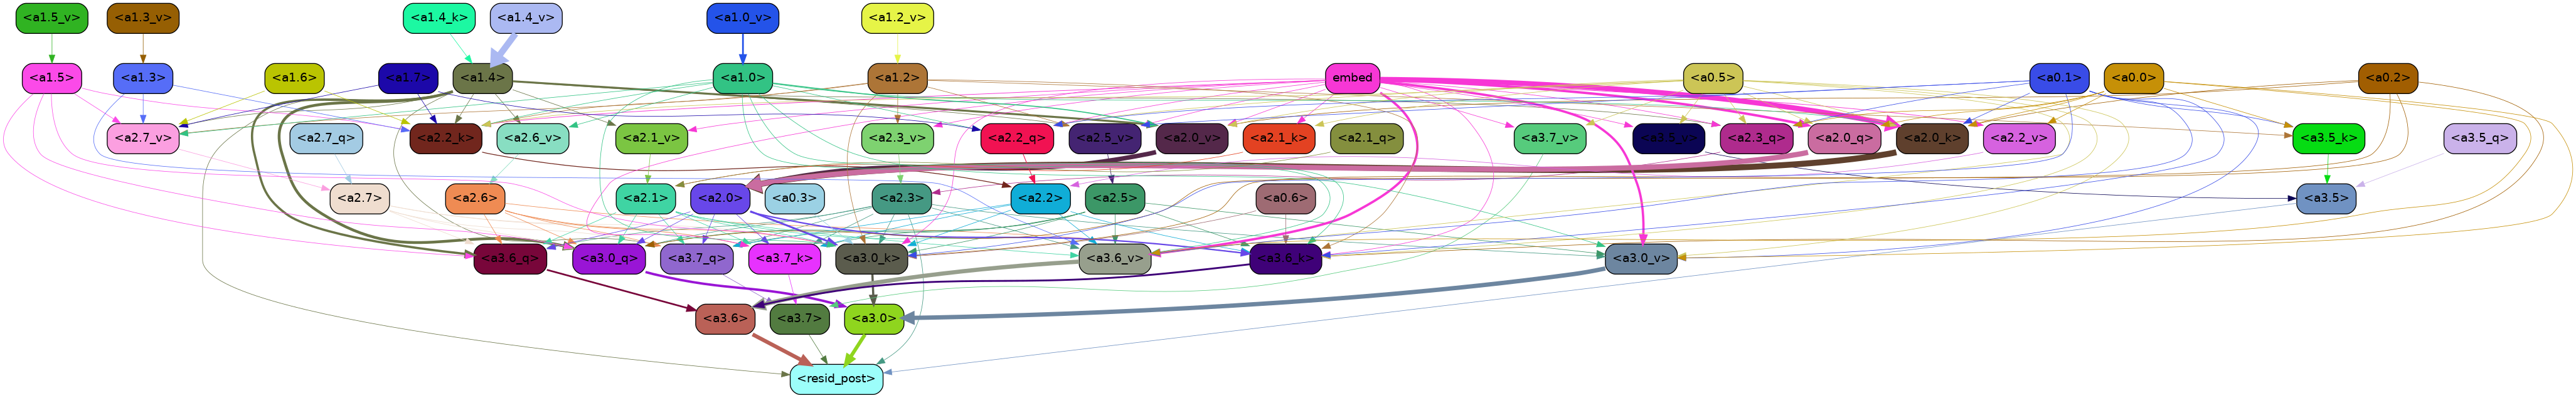 <a1.5_v> <a1.3_v> <a1.4_k> <a1.4_v> <a1.0_v> <a1.2_v>
<a1.5> <a1.3> <a1.6> <a1.7> <a1.4> <a1.0> <a1.2> embed <a0.5> <a0.1> <a0.0> <a0.2>
<a2.7_v> <a2.7_q> <a2.2_k> <a2.6_v> <a2.1_v> <a2.3_v> <a2.2_q> <a2.5_v> <a2.0_v> <a2.1_k> <a2.1_q> <a3.7_v> <a3.5_v> <a2.3_q> <a2.0_q> <a2.0_k> <a2.2_v> <a3.5_k> <a3.5_q>
<a2.7> <a2.6> <a2.1> <a2.0> <a0.3> <a2.3> <a2.2> <a2.5> <a0.6> <a3.5>
<a3.6_q> <a3.0_q> <a3.7_q> <a3.7_k> <a3.0_k> <a3.6_v> <a3.6_k> <a3.0_v>
<a3.6> <a3.7> <a3.0>
<resid_post>